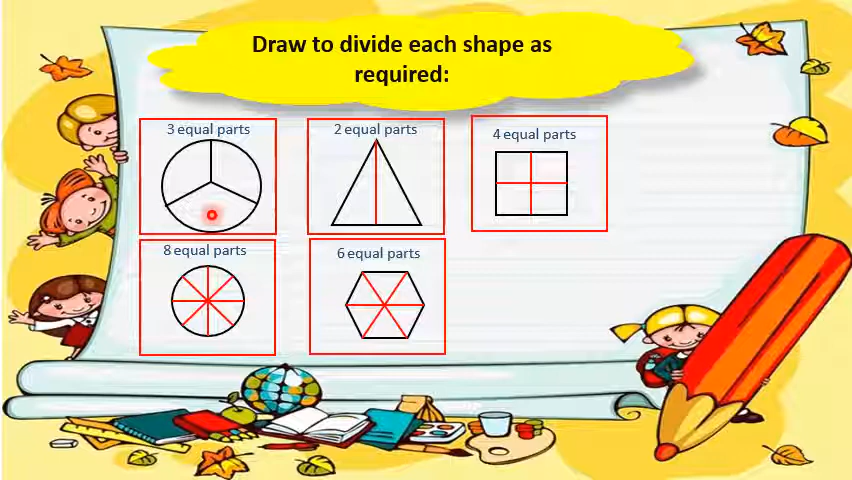 Draw to divide each shape as
required:
3 equal parts
2 equal parts
4 equal parts
8 equal parts
6 equal parts